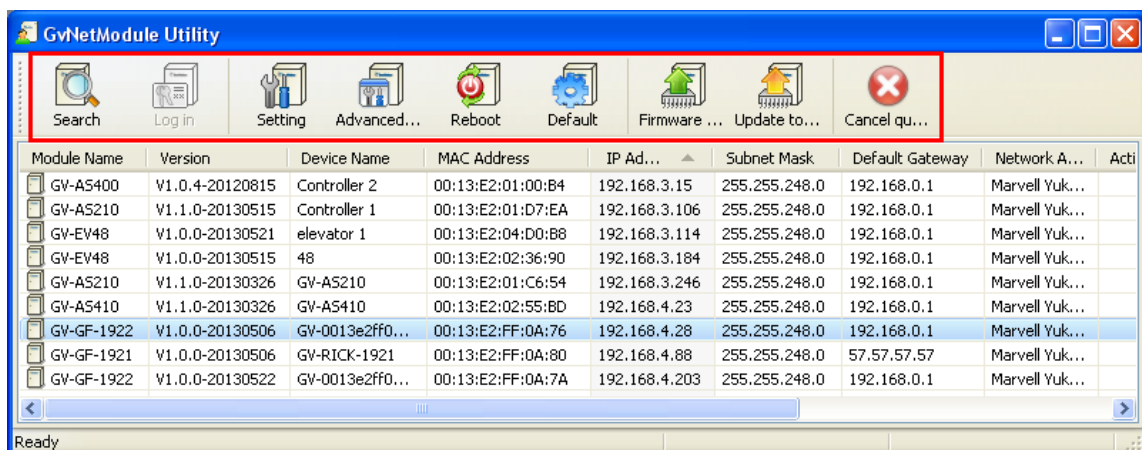 GvNetModule Utility
Search Log in Setting Advanced... Reboot Default Firmware ... Update to... Cancel qu...
Module Name Version Device Name MAC Address IP Ad... Subnet Mask Default Gateway Network A... Acti
GV-AS400 V1.0.4-20120815 Controller 2 00:13:E2:01:00:B4 192.168.3.15 255.255.248.0 192.168.0.1 Marvell Yuk...
GV-AS210 V1.1.0-20130515 Controller 1 00:13:E2:01:D7:EA 192.168.3.106 255.255.248.0 192.168.0.1 Marvell Yuk...
GV-EV48 V1.0.0-20130521 elevator 1 00:13:E2:04:D0:B8 192.168.3.114 255.255.248.0 192.168.0.1 Marvell Yuk...
GV-EV48 V1.0.0-20130515 48 00:13:E2:02:36:90 192.168.3.184 255.255.248.0 192.168.0.1 Marvell Yuk...
GV-AS210 V1.1.0-20130326 GV-AS210 00:13:E2:01:C6:54 192.168.3.246 255.255.248.0 192.168.0.1 Marvell Yuk...
GV-AS410 V1.1.0-20130326 GV-AS410 00:13:E2:02:55:BD 192.168.4.23 255.255.248.0 192.168.0.1 Marvell Yuk...
GV-GF-1922 V1.0.0-20130506 GV-0013e2ff0... 00:13:E2:FF:0A:76 192.168.4.28 255.255.248.0 192.168.0.1 Marvell Yuk...
GV-GF-1921 V1.0.0-20130506 GV-RICK-1921 00:13:E2:FF:0A:80 192.168.4.88 255.255.248.0 57.57.57.57 Marvell Yuk...
GV-GF-1922 V1.0.0-20130522 GV-0013e2ff0... 00:13:E2:FF:0A:7A 192.168.4.203 255.255.248.0 192.168.0.1 Marvell Yuk...
Ready